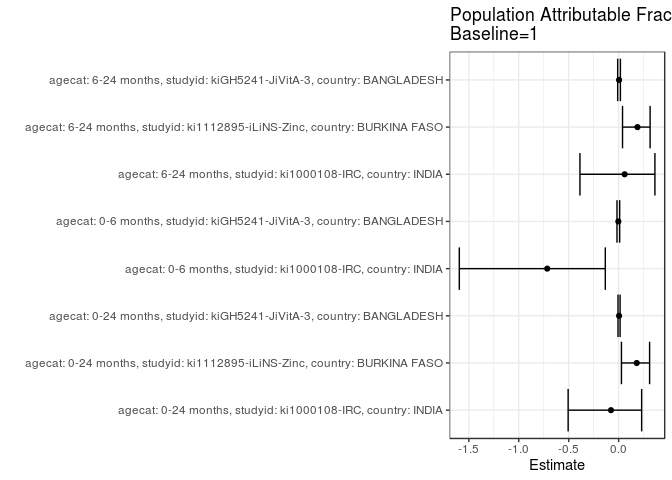 Population Attributable Frac
Baseline=1
agecat: 6-24 months, studyid: kiGH5241-JiVitA-3, country: BANGLADESH
agecat: 6-24 months, studyid: ki1112895-iLiNS-Zinc, country: BURKINA FASO
agecat: 6-24 months, studyid: ki1000108-IRC, country: INDIA
agecat: 0-6 months, studyid: kiGH5241-JiVitA-3, country: BANGLADESH
agecat: 0-6 months, studyid: ki1000108-IRC, country: INDIA
agecat: 0-24 months, studyid: kiGH5241-JiVitA-3, country: BANGLADESH
agecat: 0-24 months, studyid: ki1112895-iLiNS-Zinc, country: BURKINA FASO
agecat: 0-24 months, studyid: ki1000108-IRC, country: INDIA
-1.5 -1.0 -0.5 0.0
Estimate